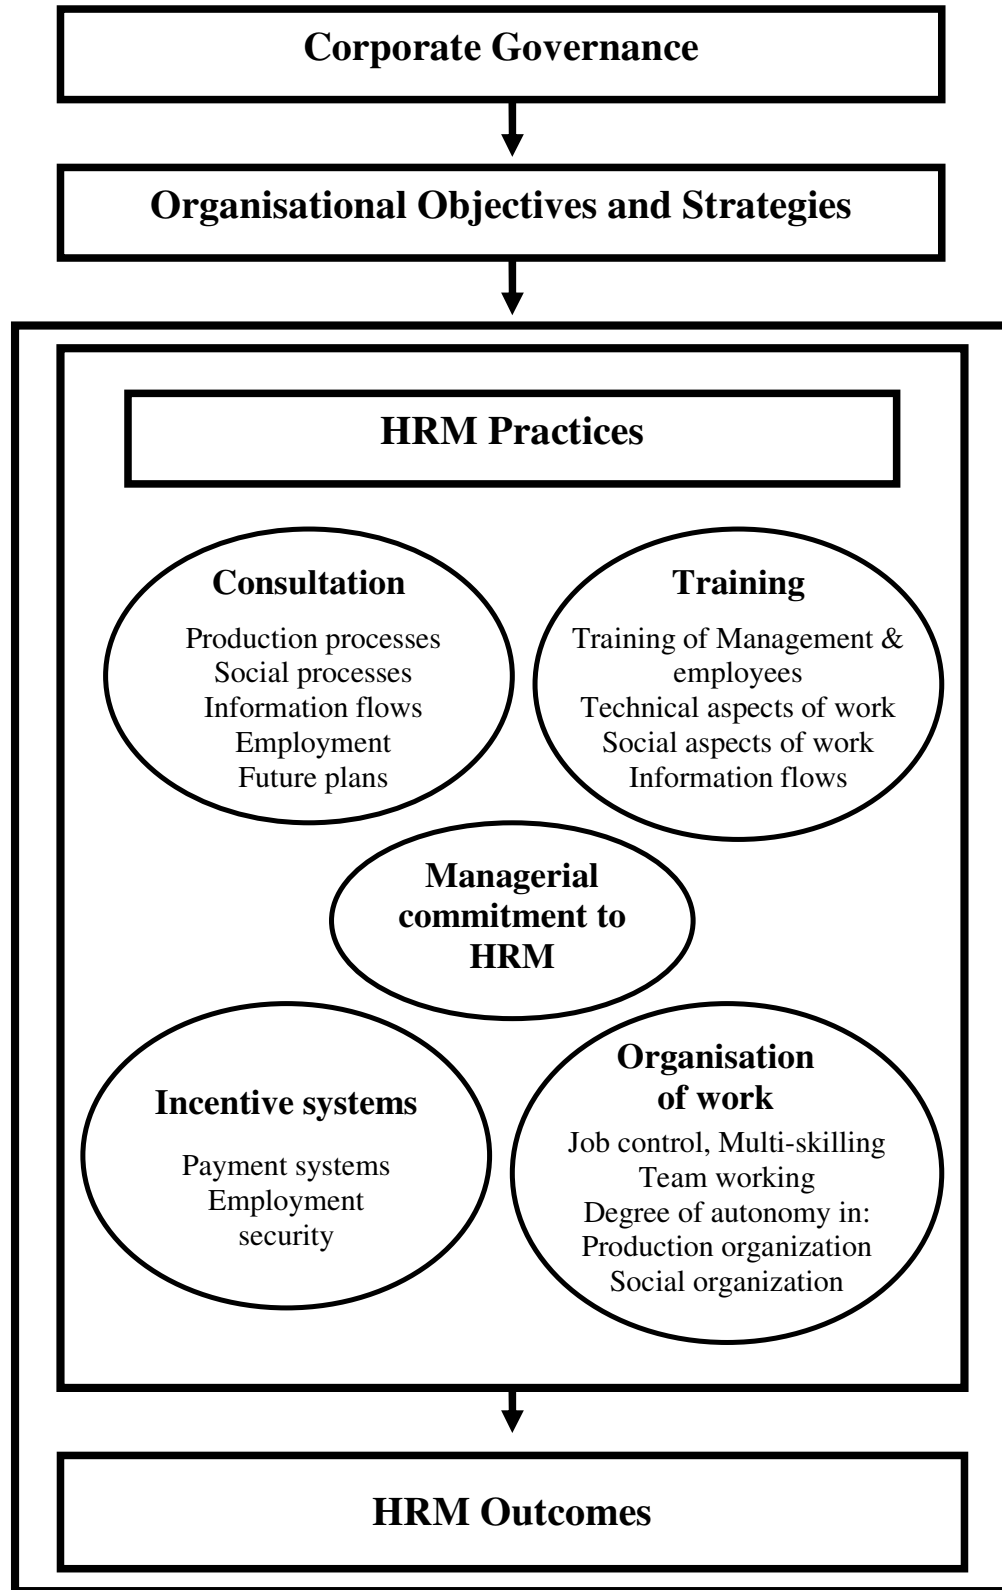 Corporate Governance
Organisational Objectives and Strategies
HRM Practices
Consultation
Production processes
Social processes
Information flows
Employment
Future plans
Training
Training of Management &
employees
Technical aspects of work
Social aspects of work
Information flows
Managerial
commitment to
HRM
Incentive systems
Payment systems
Employment
security
Organisation
of work
Job control, Multi-skilling
Team working
Degree of autonomy in:
Production organization
Social organization
HRM Outcomes